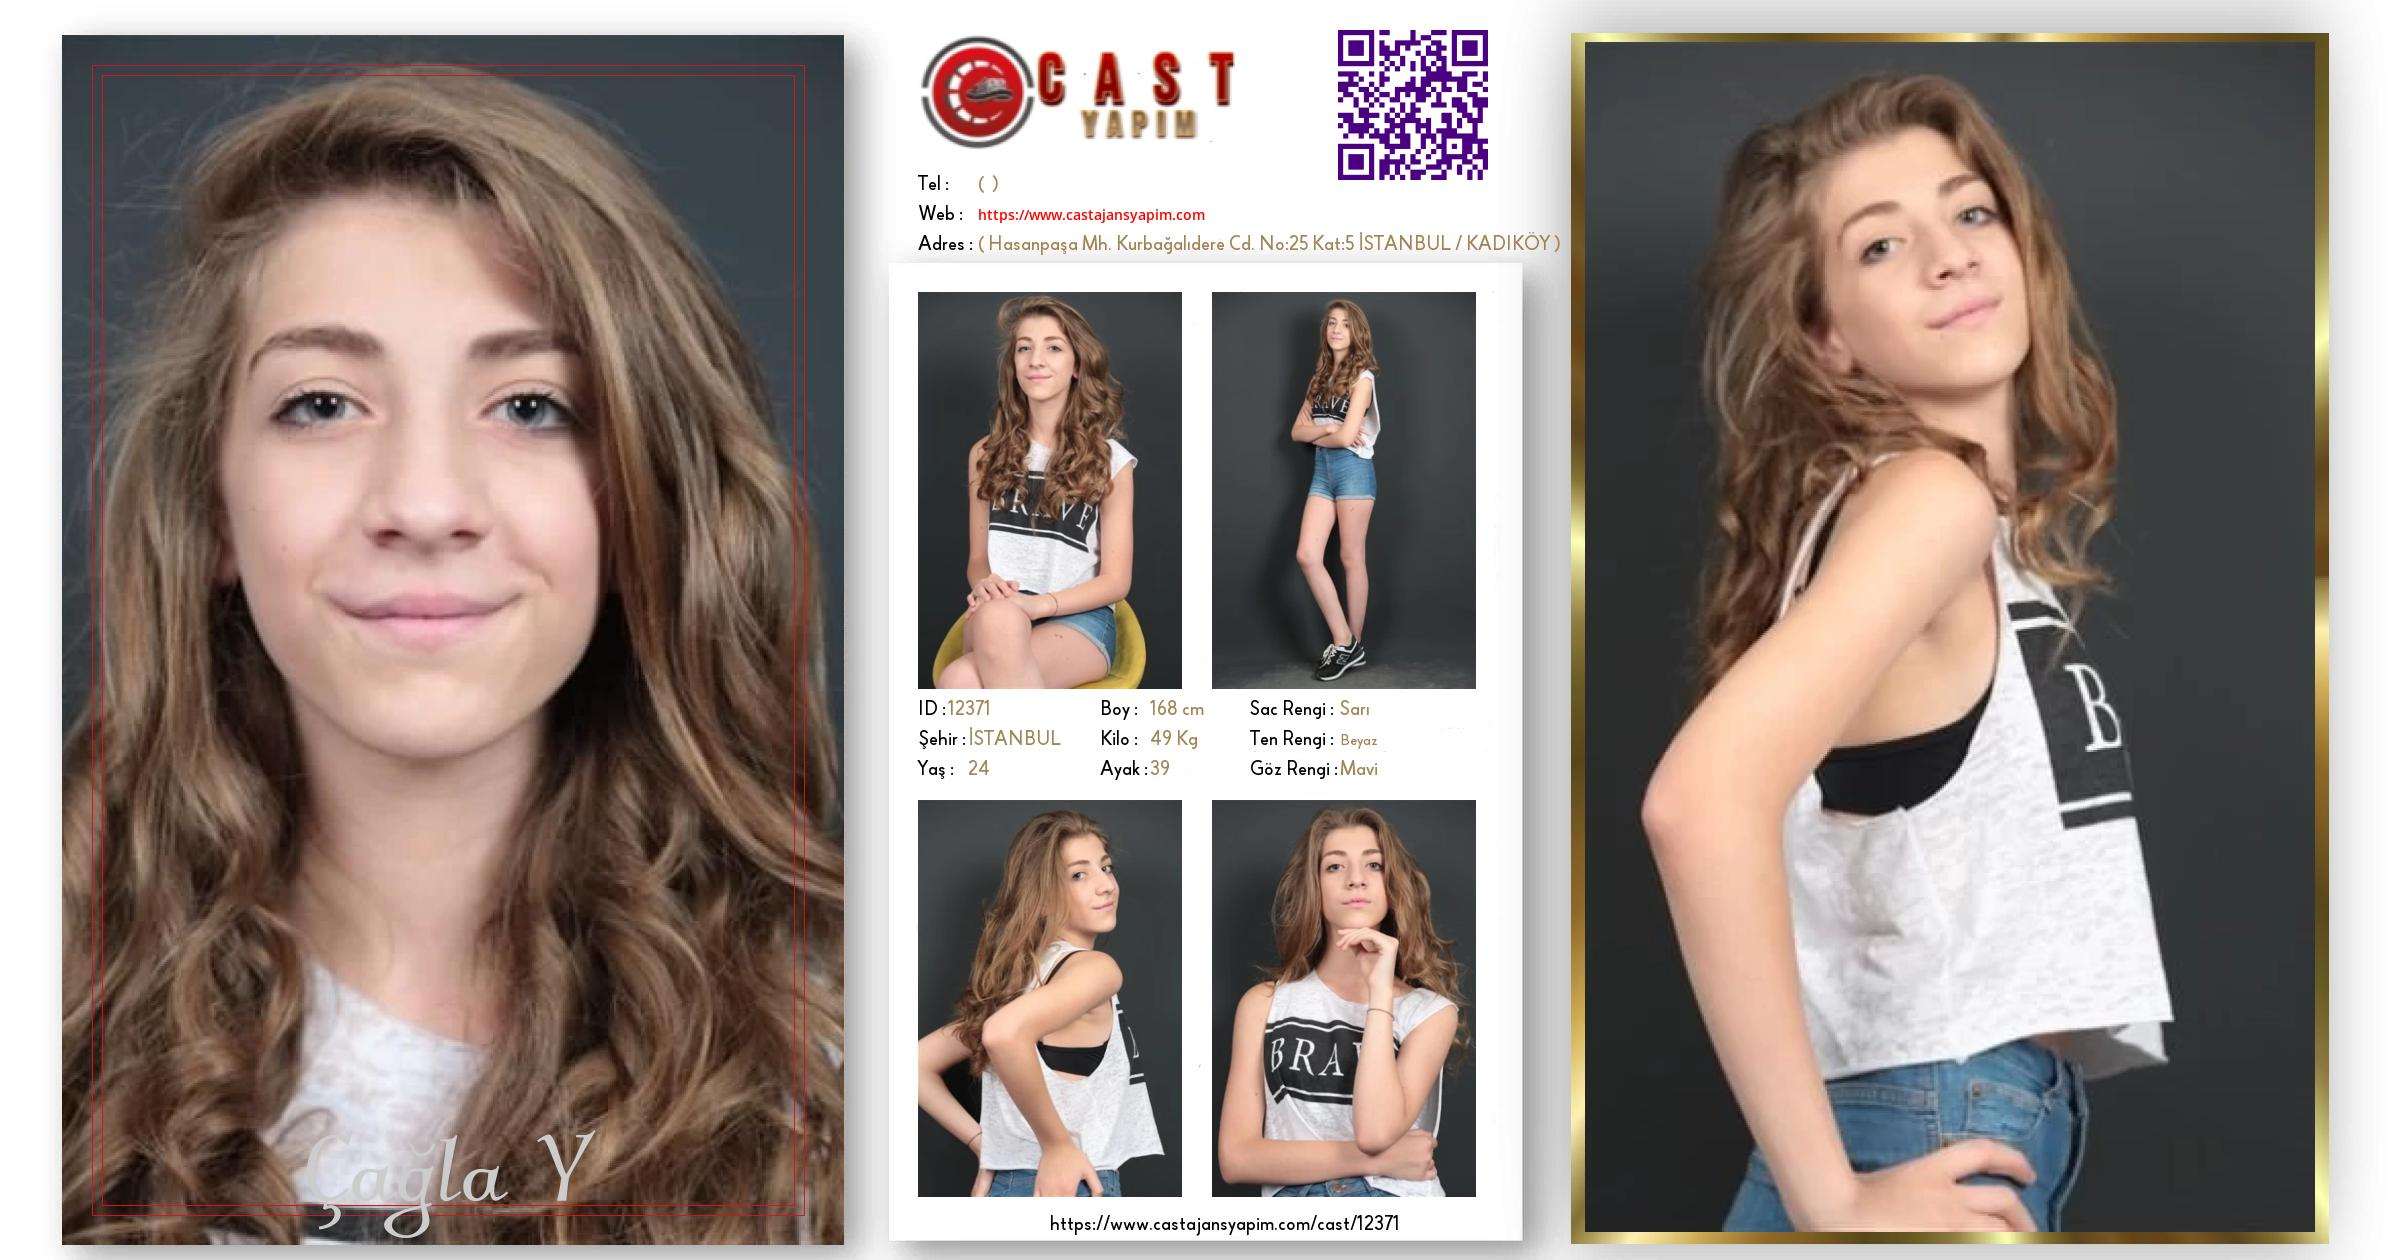 Çağla Y
CAST
YAPIM
Tel : ( )
Web : https://www.castajansyapim.com
Adres : ( Hasanpaşa Mh. Kurbağalıdere Cd. No:25 Kat:5 İSTANBUL / KADIKÖY )
BRAVE
RAVE
ID : 12371 Boy : 168 cm Sac Rengi : Sarı
Şehir : İSTANBUL Kilo : 49 Kg Ten Rengi : Beyaz
Yaş : 24 Ayak : 39 Göz Rengi : Mavi
BRA
https://www.castajansyapim.com/cast/12371
B